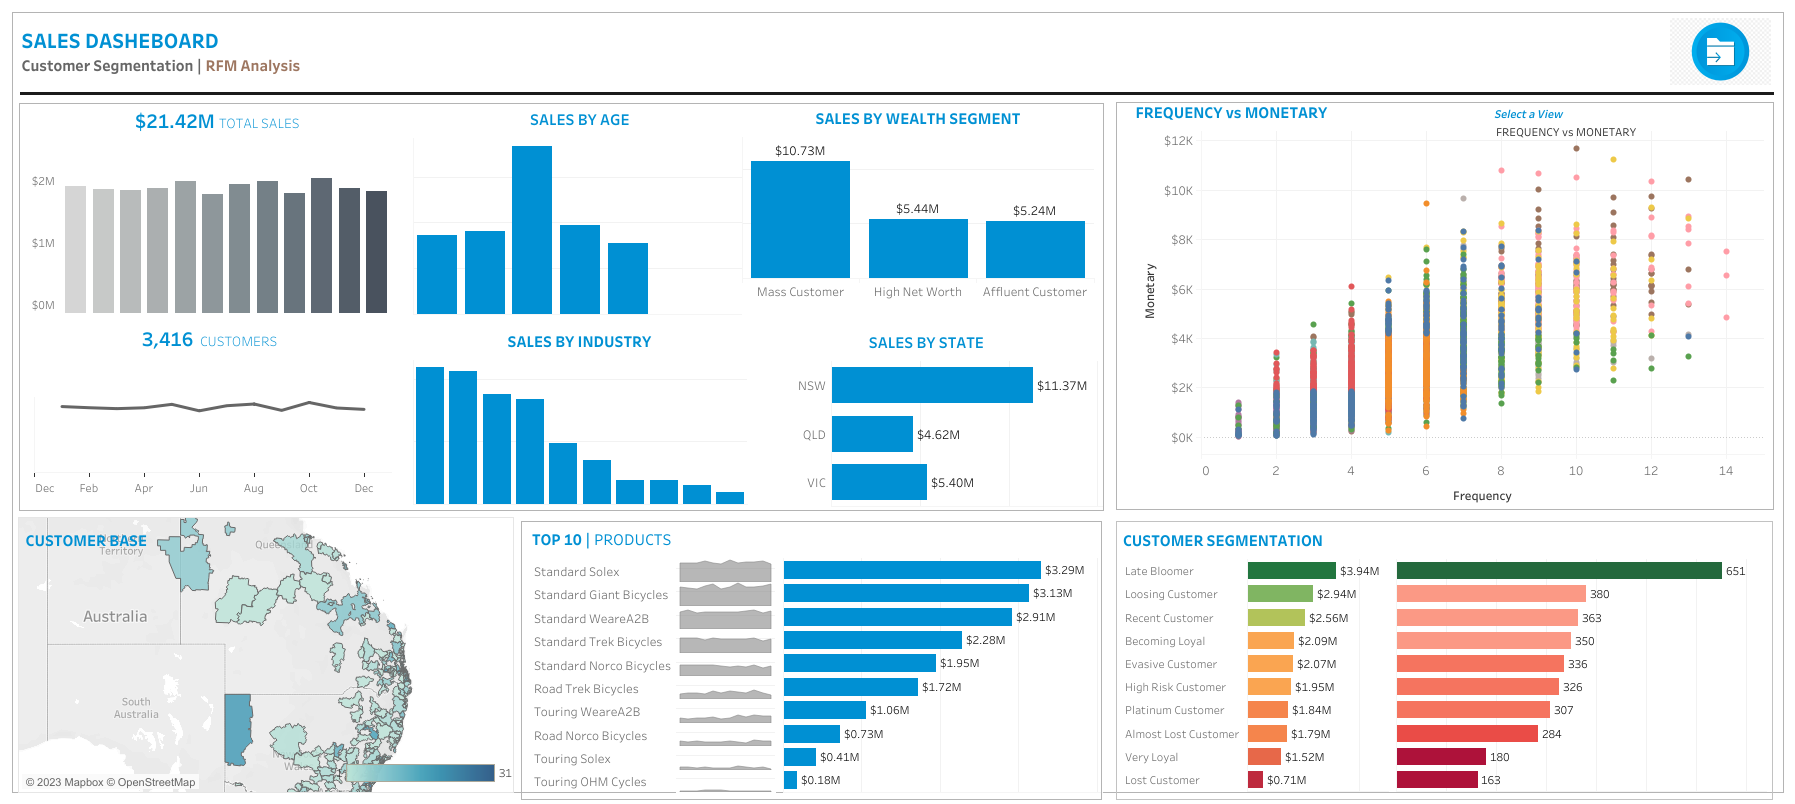 SALES DASHEBOARD
Customer Segmentation | RFM Analysis
$21.42M TOTAL SALES
$2M
$1M
$0M
3,416 CUSTOMERS
Dec Feb Apr Jun Aug Oct Dec
SALES BY AGE
SALES BY WEALTH SEGMENT
$10.73M
$5.44M
$5.24M
Mass Customer High Net Worth Affluent Customer
SALES BY INDUSTRY
SALES BY STATE
NSW $11.37M
QLD $4.62M
VIC $5.40M
FREQUENCY vs MONETARY
Select a View
FREQUENCY vs MONETARY
Monetary
$12K
$10K
$8K
$6K
$4K
$2K
$0K
0 2 4 6 8 10 12 14
Frequency
CUSTOMER BASE
Territory
Australia
South
Australia
© 2023 Mapbox © OpenStreetMap
31
TOP 10 | PRODUCTS
Standard Solex $3.29M
Standard Giant Bicycles $3.13M
Standard WeareA2B $2.91M
Standard Trek Bicycles $2.28M
Standard Norco Bicycles $1.95M
Road Trek Bicycles $1.72M
Touring WeareA2B $1.06M
Road Norco Bicycles $0.73M
Touring Solex $0.41M
Touring OHM Cycles $0.18M
CUSTOMER SEGMENTATION
Late Bloomer $3.94M 651
Loosing Customer $2.94M 380
Recent Customer $2.56M 363
Becoming Loyal $2.09M 350
Evasive Customer $2.07M 336
High Risk Customer $1.95M 326
Platinum Customer $1.84M 307
Almost Lost Customer $1.79M 284
Very Loyal $1.52M 180
Lost Customer $0.71M 163